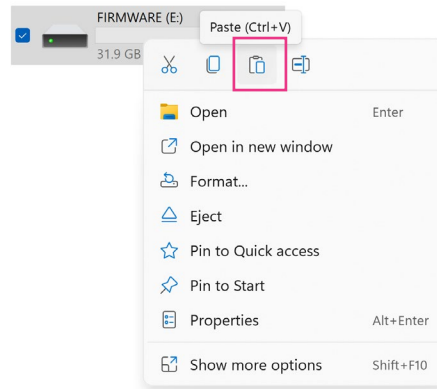 FIRMWARE (E:)
Paste (Ctrl+V)
31.9 GB
Open Enter
Open in new window
Format...
Eject
Pin to Quick access
Pin to Start
Properties Alt+Enter
Show more options Shift+F10